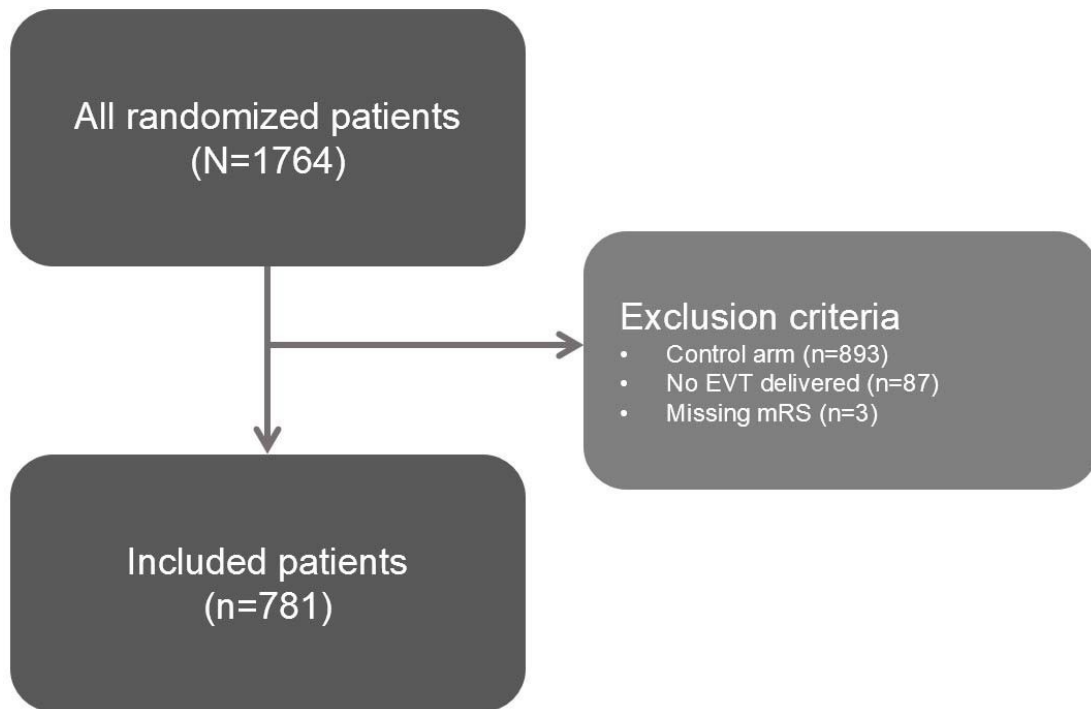 All randomized patients
(N=1764)
Exclusion criteria
• Control arm (n=893)
• No EVT delivered (n=87)
• Missing mRS (n=3)
Included patients
(n=781)